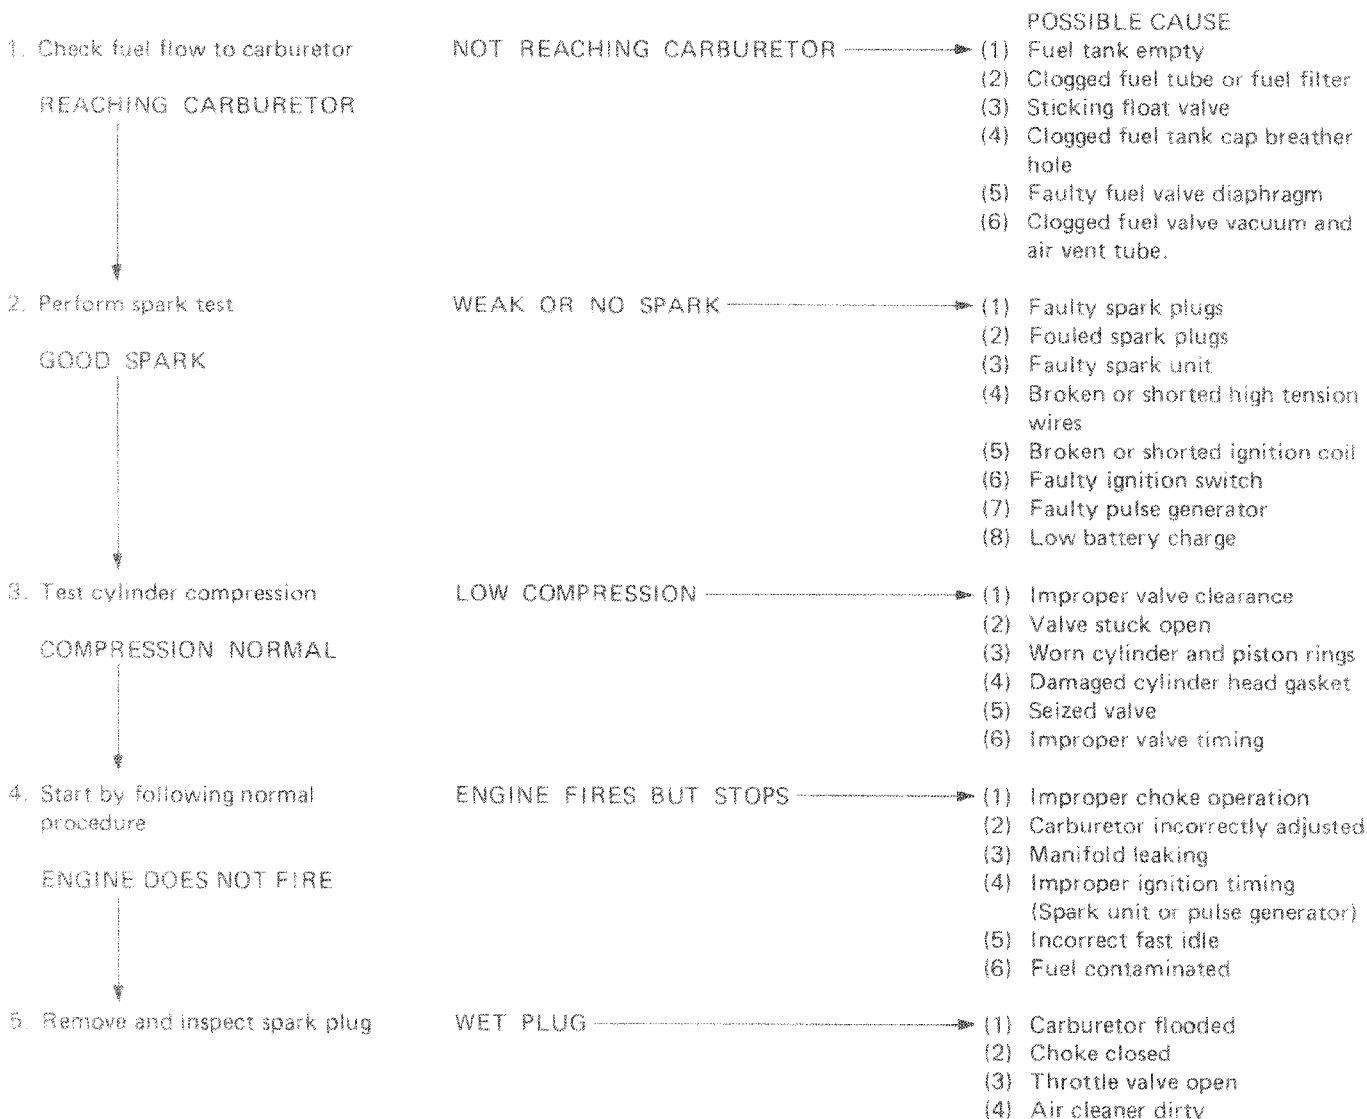 POSSIBLE CAUSE
1. Check fuel flow to carburetor
NOT REACHING CARBURETOR
(1) Fuel tank empty
(2) Clogged fuel tube or fuel filter
REACHING CARBURETOR
(3) Sticking float valve
(4) Clogged fuel tank cap breather
hole
(5) Faulty fuel valve diaphragm
(6) Clogged fuel valve vacuum and
air vent tube.
2. Perform spark test
WEAK OR NO SPARK
(1) Faulty spark plugs
(2) Fouled spark plugs
GOOD SPARK
(3) Faulty spark unit
(4) Broken or shorted high tension
wires
(5) Broken or shorted ignition coil
(6) Faulty ignition switch
(7) Faulty pulse generator
(8) Low battery charge
3. Test cylinder compression
LOW COMPRESSION
(1) Improper valve clearance
(2) Valve stuck open
COMPRESSION NORMAL
(3) Worn cylinder and piston rings
(4) Damaged cylinder head gasket
(5) Seized valve
(6) Improper valve timing
4. Start by following normal
procedure
ENGINE FIRES BUT STOPS
(1) Improper choke operation
(2) Carburetor incorrectly adjusted
(3) Manifold leaking
ENGINE DOES NOT FIRE
(4) Improper ignition timing
(Spark unit or pulse generator)
(5) Incorrect fast idle
(6) Fuel contaminated
5. Remove and inspect spark plug
WET PLUG
(1) Carburetor flooded
(2) Choke closed
(3) Throttle valve open
(4) Air cleaner dirty